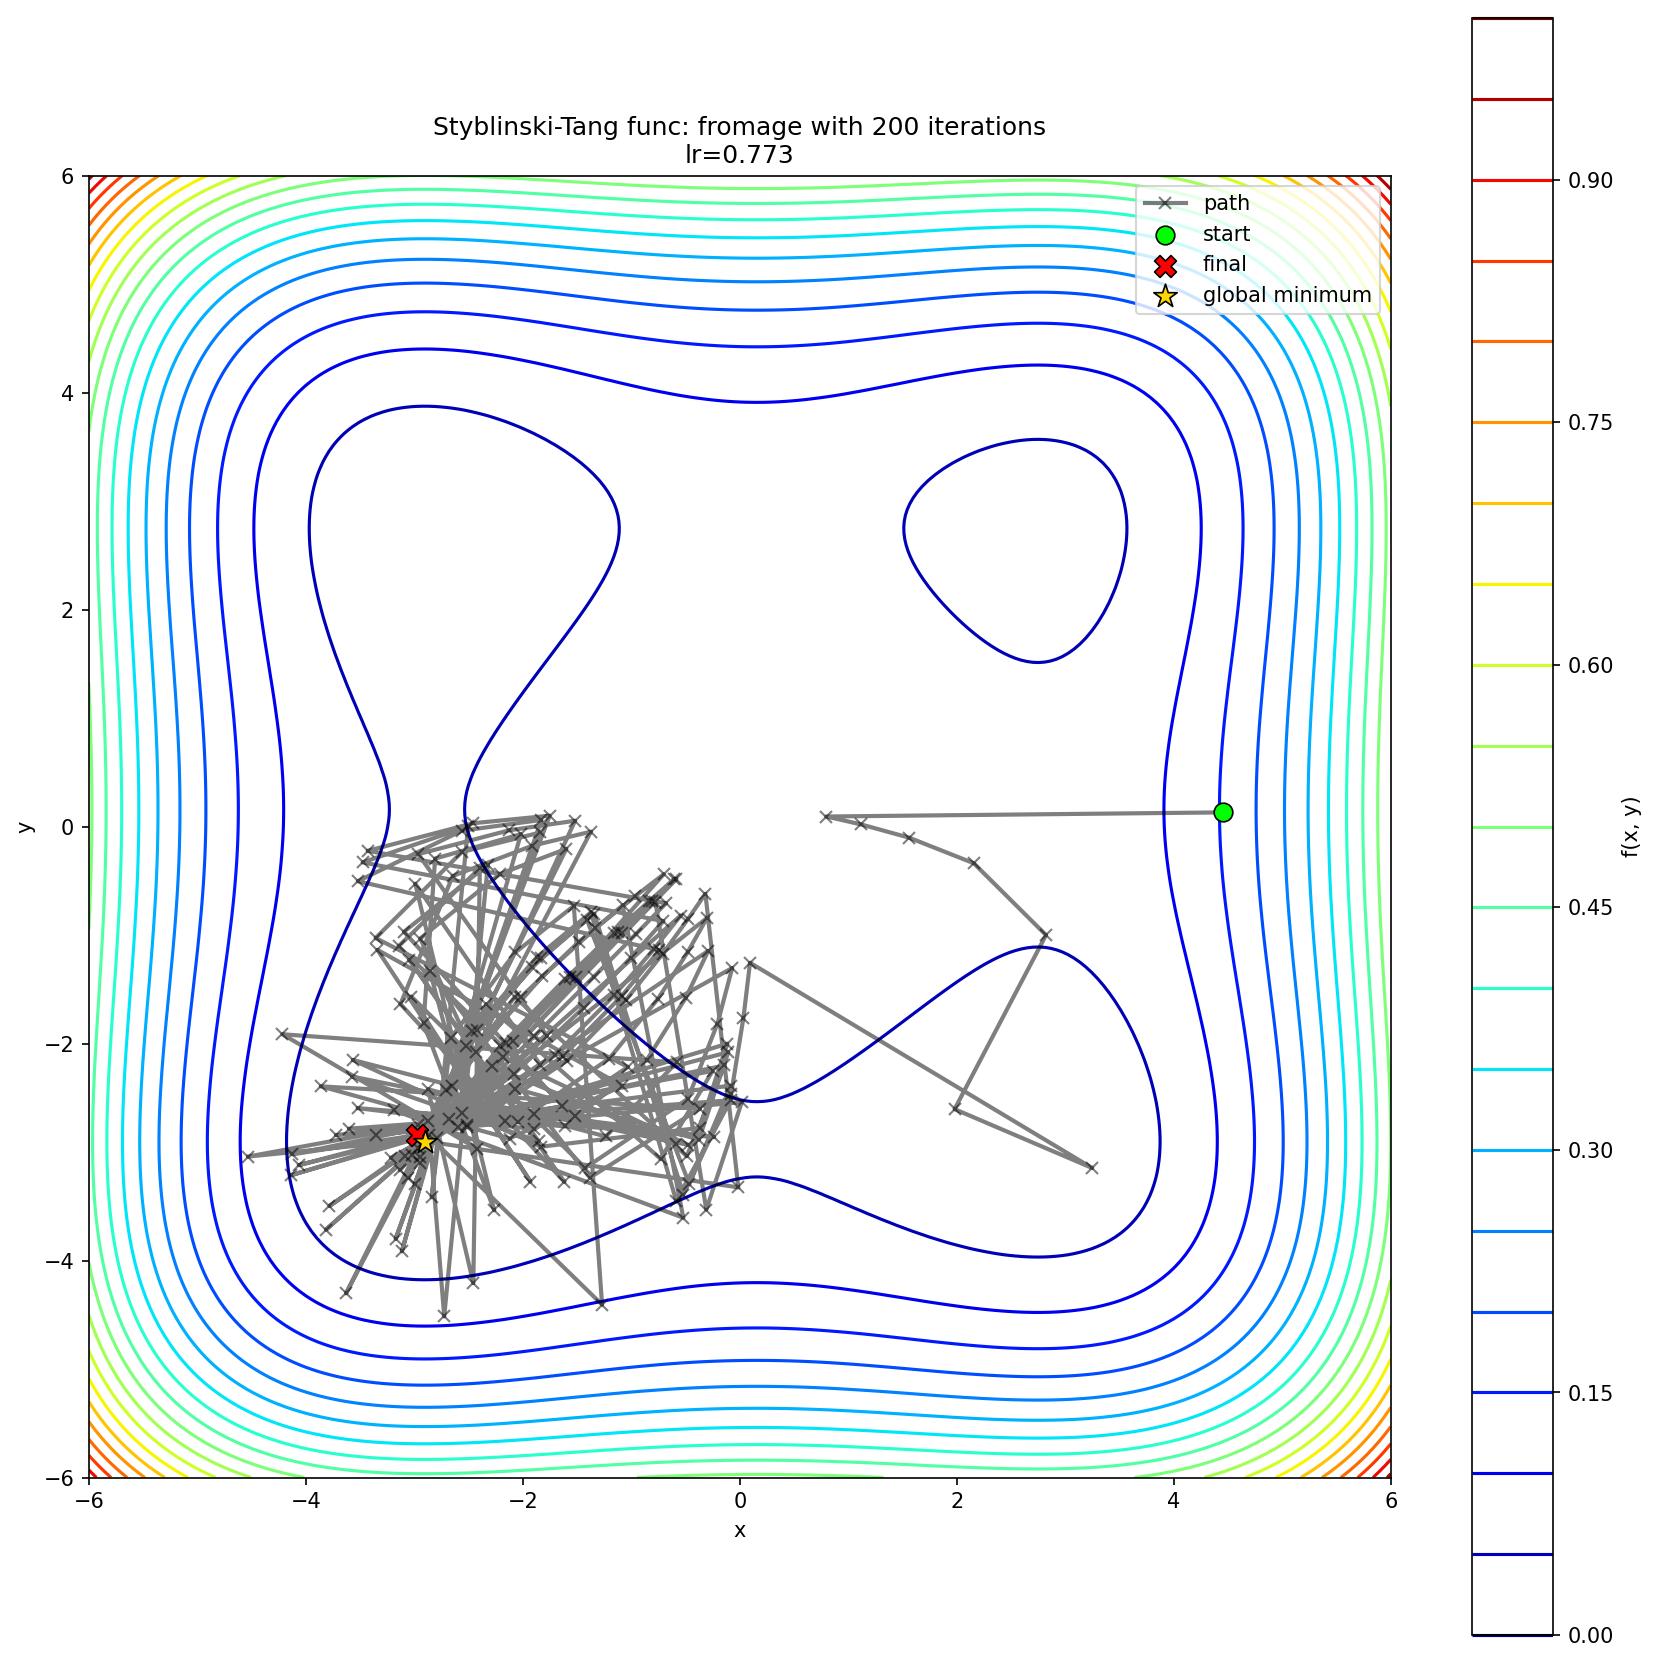 Styblinski-Tang func: fromage with 200 iterations
lr=0.773
path
start
final
global minimum
6
4
2
0
−2
−4
−6
y
−6
−4
−2
0
2
4
6
x
0.90
0.75
0.60
0.45
0.30
0.15
0.00
f(x, y)